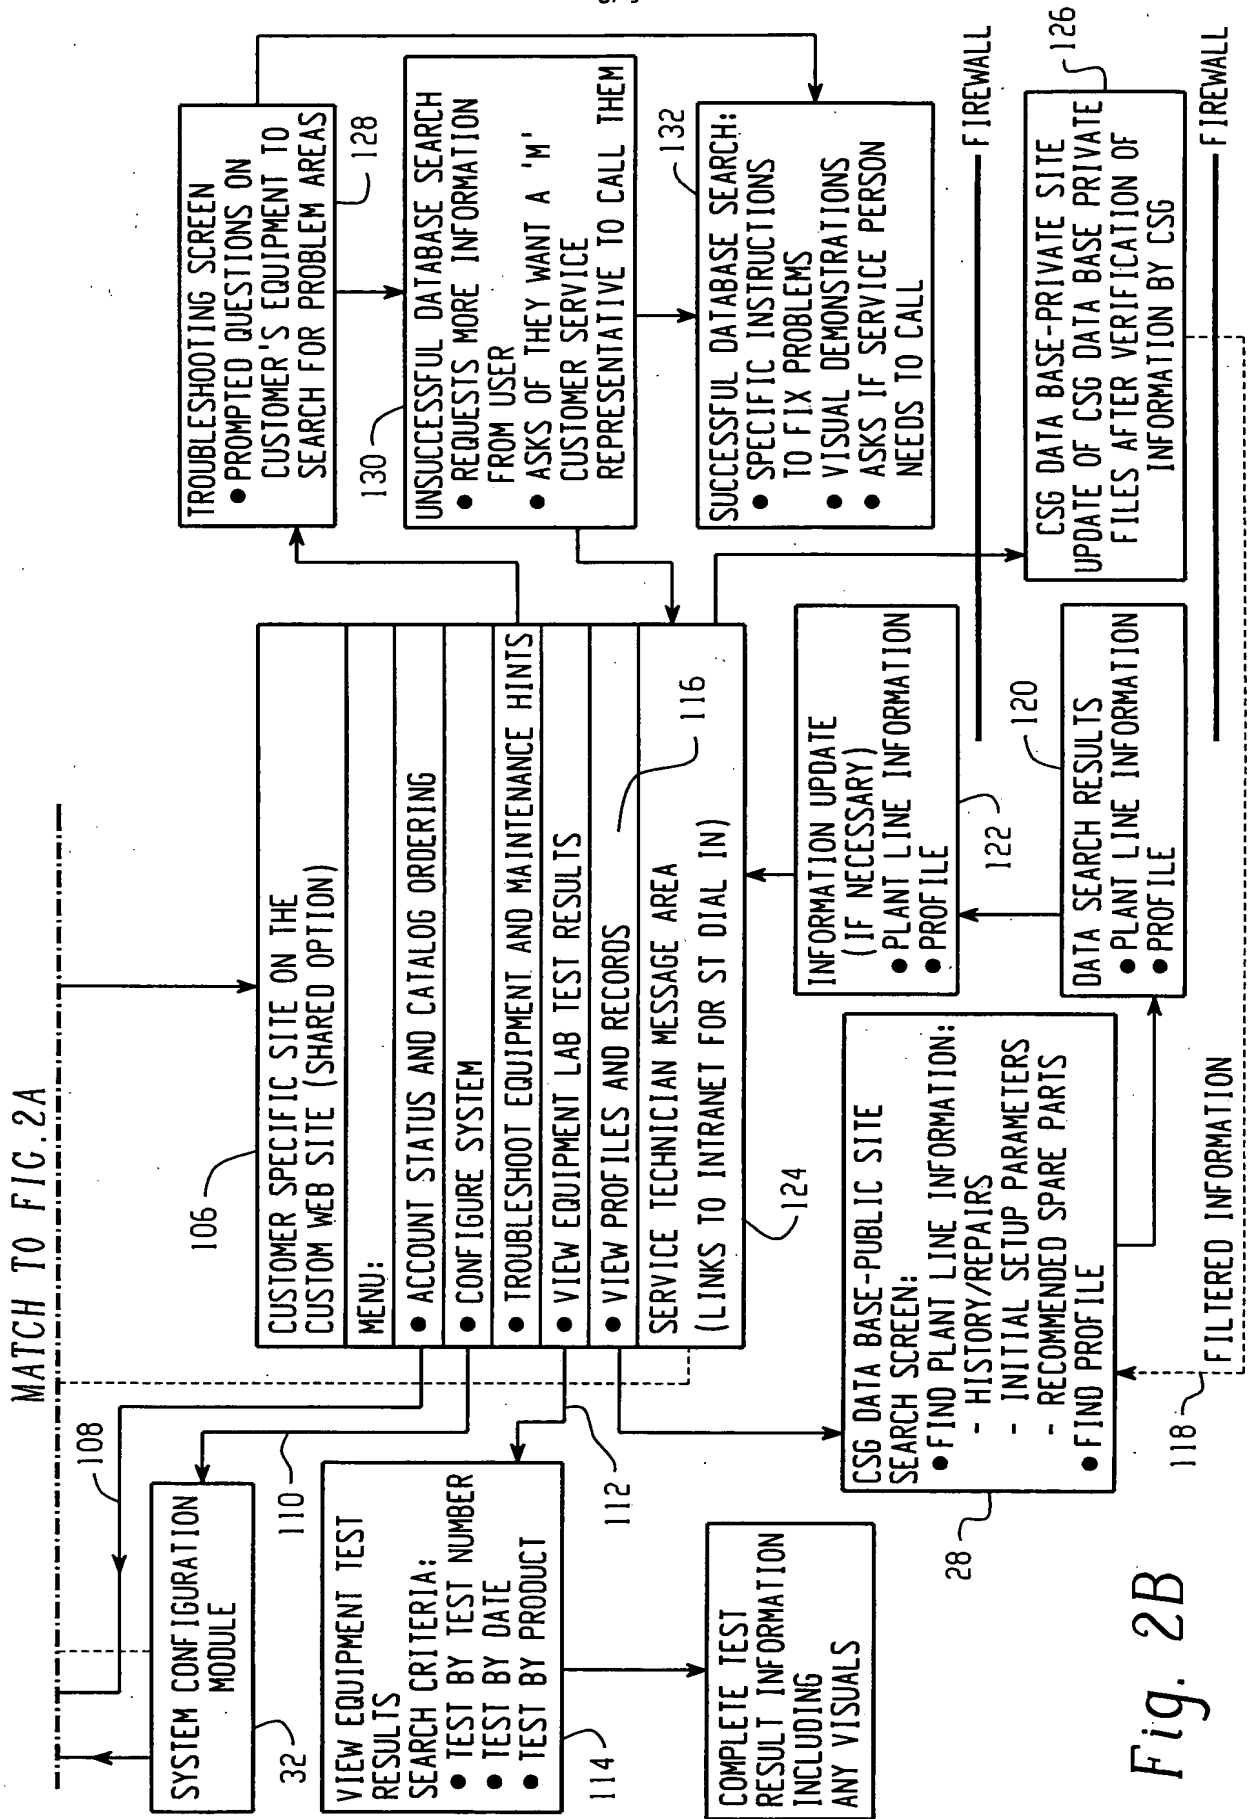 MATCH TO FIG.2A
108
SYSTEM CONFIGURATION
MODULE
32
110
VIEW EQUIPMENT TEST
RESULTS
SEARCH CRITERIA:
● TEST BY TEST NUMBER
● TEST BY DATE
● TEST BY PRODUCT
114
112
COMPLETE TEST
RESULT INFORMATION
INCLUDING
ANY VISUALS
106
CUSTOMER SPECIFIC SITE ON THE
CUSTOM WEB SITE (SHARED OPTION)
MENU:
● ACCOUNT STATUS AND CATALOG ORDERING
● CONFIGURE SYSTEM
● TROUBLESHOOT EQUIPMENT AND MAINTENANCE HINTS
● VIEW EQUIPMENT LAB TEST RESULTS
● VIEW PROFILES AND RECORDS
116
SERVICE TECHNICIAN MESSAGE AREA
(LINKS TO INTRANET FOR ST DIAL IN)
124
TROUBLESHOOTING SCREEN
● PROMPTED QUESTIONS ON
CUSTOMER'S EQUIPMENT TO
SEARCH FOR PROBLEM AREAS
128
130
UNSUCCESSFUL DATABASE SEARCH
● REQUESTS MORE INFORMATION
FROM USER
● ASKS OF THEY WANT A 'M'
CUSTOMER SERVICE
REPRESENTATIVE TO CALL THEM
132
SUCCESSFUL DATABASE SEARCH:
● SPECIFIC INSTRUCTIONS
TO FIX PROBLEMS
● VISUAL DEMONSTRATIONS
● ASKS IF SERVICE PERSON
NEEDS TO CALL
CSG DATA BASE-PUBLIC SITE
SEARCH SCREEN:
● FIND PLANT LINE INFORMATION:
- HISTORY/REPAIRS
- INITIAL SETUP PARAMETERS
- RECOMMENDED SPARE PARTS
● FIND PROFILE
28
INFORMATION UPDATE
(IF NECESSARY)
● PLANT LINE INFORMATION
● PROFILE
122
FIREWALL
120
DATA SEARCH RESULTS
● PLANT LINE INFORMATION
● PROFILE
CSG DATA BASE-PRIVATE SITE
UPDATE OF CSG DATA BASE PRIVATE
FILES AFTER VERIFICATION OF
INFORMATION BY CSG
126
FIREWALL
118
FILTERED INFORMATION
Fig. 2B